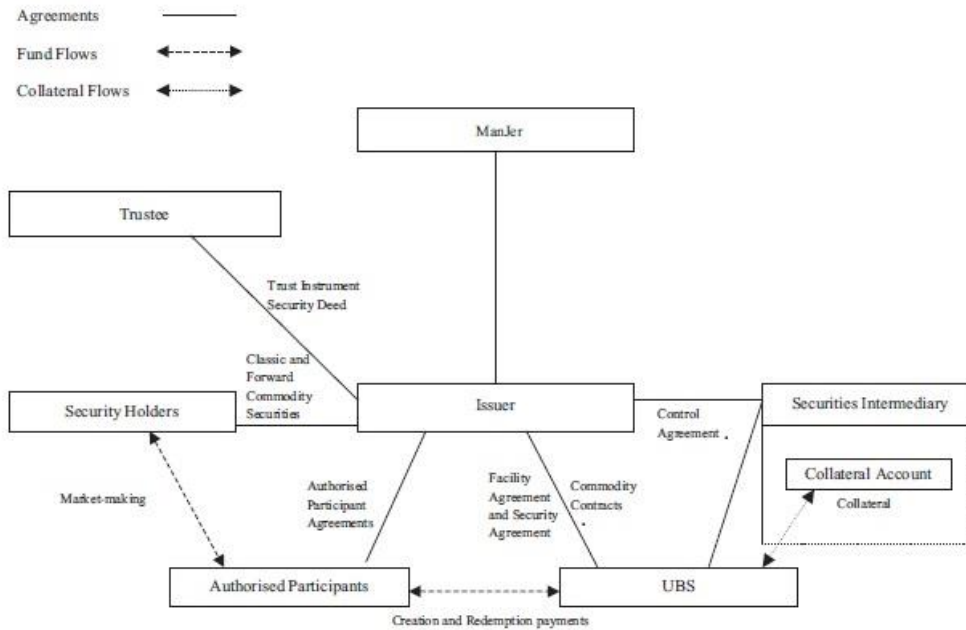 Agreements
Fund Flows
Collateral Flows
ManJer
Trustee
Trust Instrument
Security Deed
Classic and
Forward
Commodity
Securities
Security Holders
Issuer
Control
Agreement .
Securities Intermediary
Collateral Account
Collateral
Market-making
Authorised
Participant
Agreements
Facility
Agreement
and Security
Agreement
Commodity
Contracts
Authorised Participants
UBS
Creation and Redemption payments